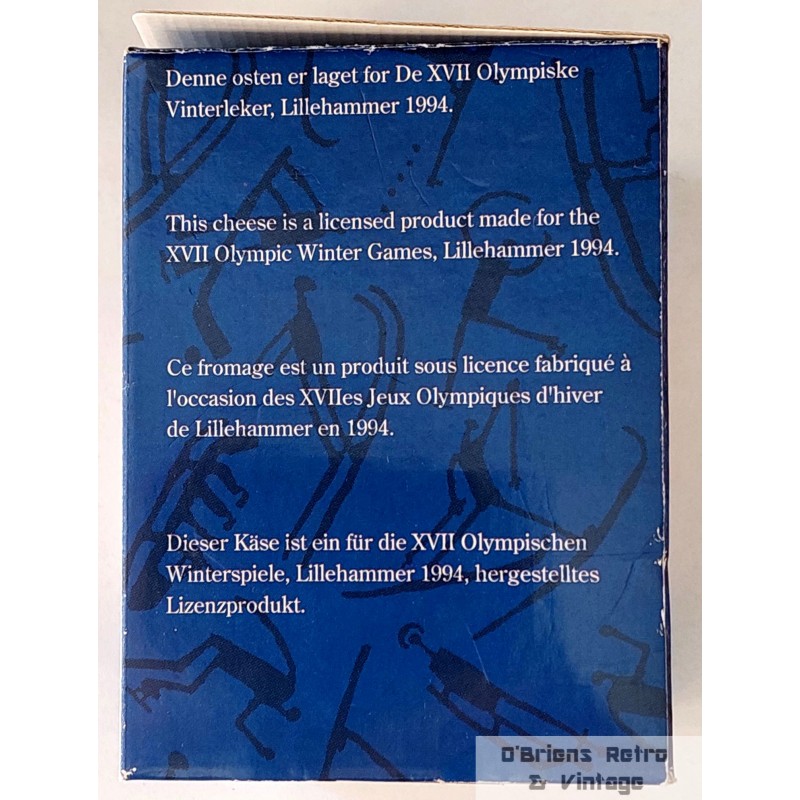 Denne osten er laget for De XVII Olympiske
Vinterleker, Lillehammer 1994.
This cheese is a licensed product made for the
XVII Olympic Winter Games, Lillehammer 1994.
Ce fromage est un produit sous licence fabriqué à
l'occasion des XVIIes Jeux Olympiques d'hiver
de Lillehammer en 1994.
Dieser Käse ist ein für die XVII Olympischen
Winterspiele, Lillehammer 1994, hergestelltes
Lizenzprodukt.
O'Briens Retro
& Vintage